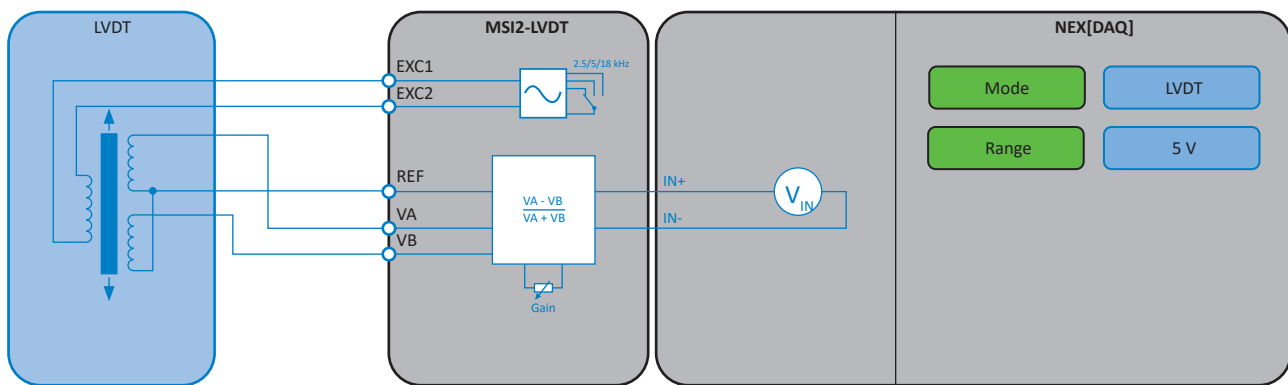 LVDT
MSI2-LVDT
NEX[DAQ]
EXC1
2.5/5/18 kHz
EXC2
Mode
LVDT
Range
5 V
REF
IN+
VA - VB
VA + VB
VIN
VA
IN-
VB
Gain